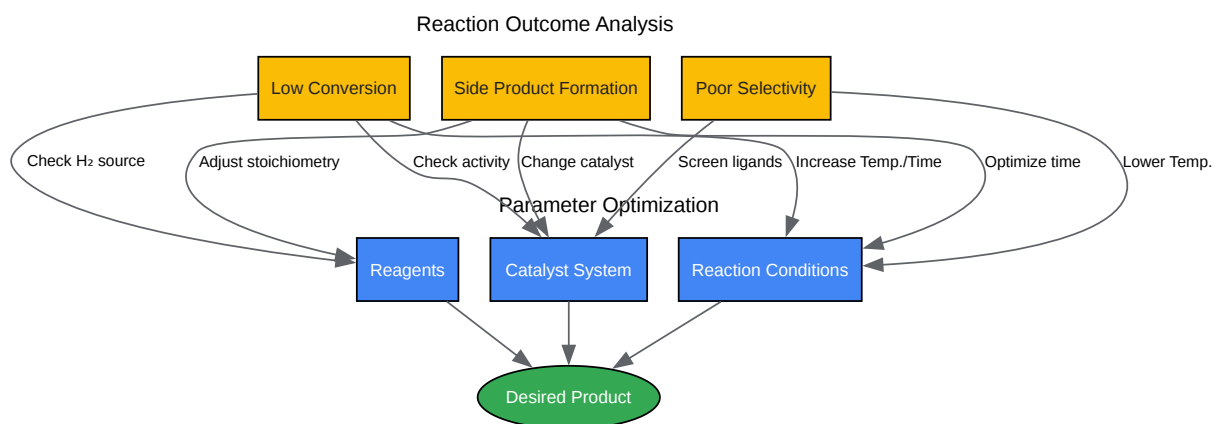 Reaction Outcome Analysis
Low Conversion
Side Product Formation
Poor Selectivity
Check H₂ source
Adjust stoichiometry
Check activity
Change catalyst
Screen ligands
Increase Temp./Time
Optimize time
Lower Temp.
Parameter Optimization
Reagents
Catalyst System
Reaction Conditions
Desired Product